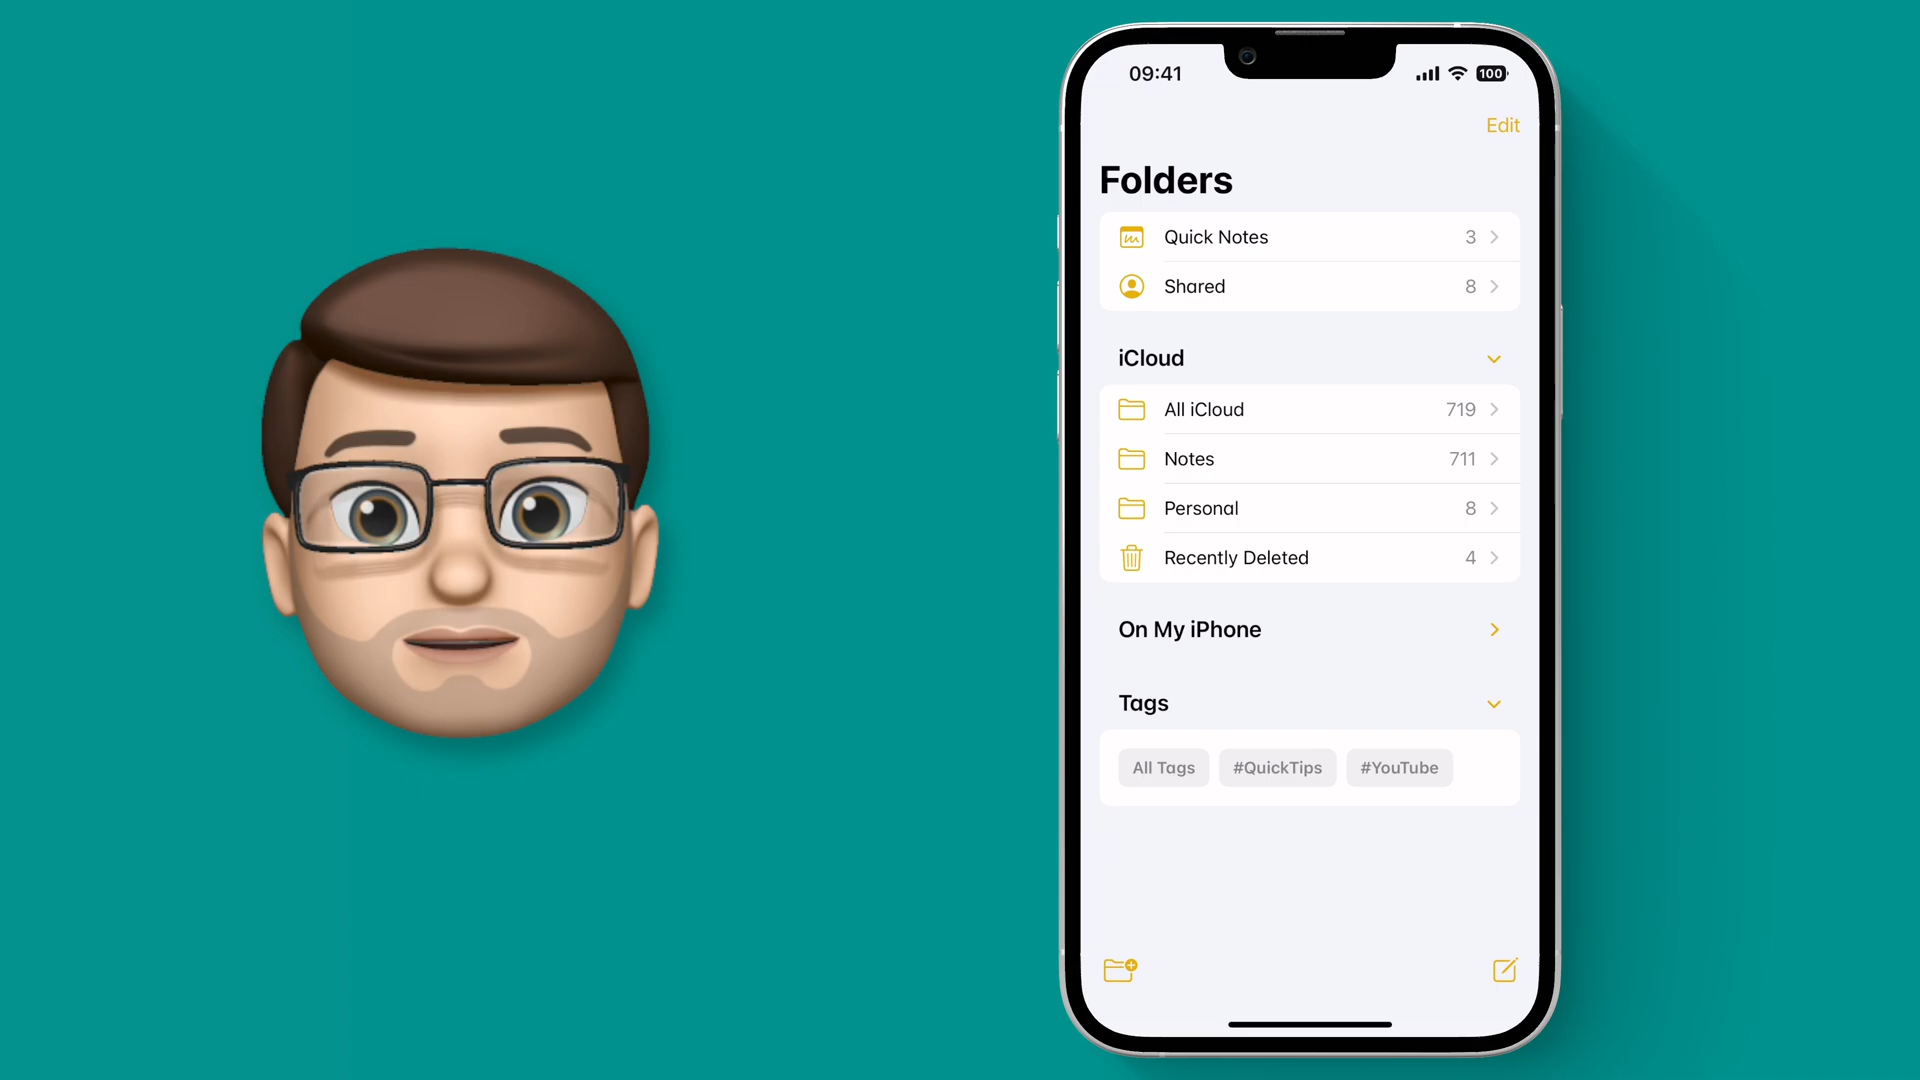 09:41
100
Edit
Folders
Quick Notes 3
Shared 8
iCloud
All iCloud 719
Notes 711
Personal 8
Recently Deleted 4
On My iPhone
Tags
All Tags #QuickTips #YouTube